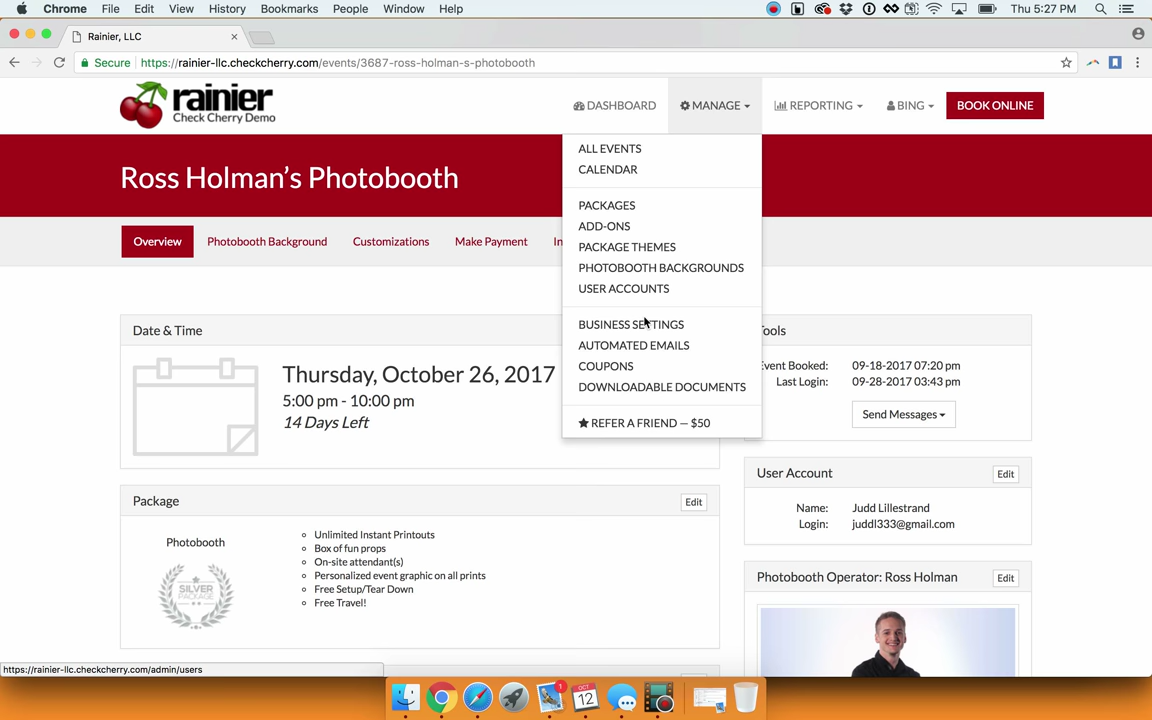 Chrome File Edit View History Bookmarks People Window Help Thu 5:27 PM
Rainier, LLC
Secure https://rainier-llc.checkcherry.com/events/3687-ross-holman-s-photobooth
rainier
Check Cherry Demo
DASHBOARD MANAGE REPORTING BING BOOK ONLINE
Ross Holman's Photobooth
Overview Photobooth Background Customizations Make Payment
ALL EVENTS
CALENDAR
PACKAGES
ADD-ONS
PACKAGE THEMES
PHOTOBOOTH BACKGROUNDS
USER ACCOUNTS
BUSINESS SETTINGS
AUTOMATED EMAILS
COUPONS
DOWNLOADABLE DOCUMENTS
REFER A FRIEND — $50
Date & Time
Thursday, October 26, 2017
5:00 pm - 10:00 pm
14 Days Left
Package Edit
Photobooth
SILVER
PACKAGE
Unlimited Instant Printouts
Box of fun props
On-site attendant(s)
Personalized event graphic on all prints
Free Setup/Tear Down
Free Travel!
Tools
Event Booked: 09-18-2017 07:20 pm
Last Login: 09-28-2017 03:43 pm
Send Messages
User Account Edit
Name: Judd Lillestrand
Login: juddl333@gmail.com
Photobooth Operator: Ross Holman Edit
https://rainier-llc.checkcherry.com/admin/users
OCT
12